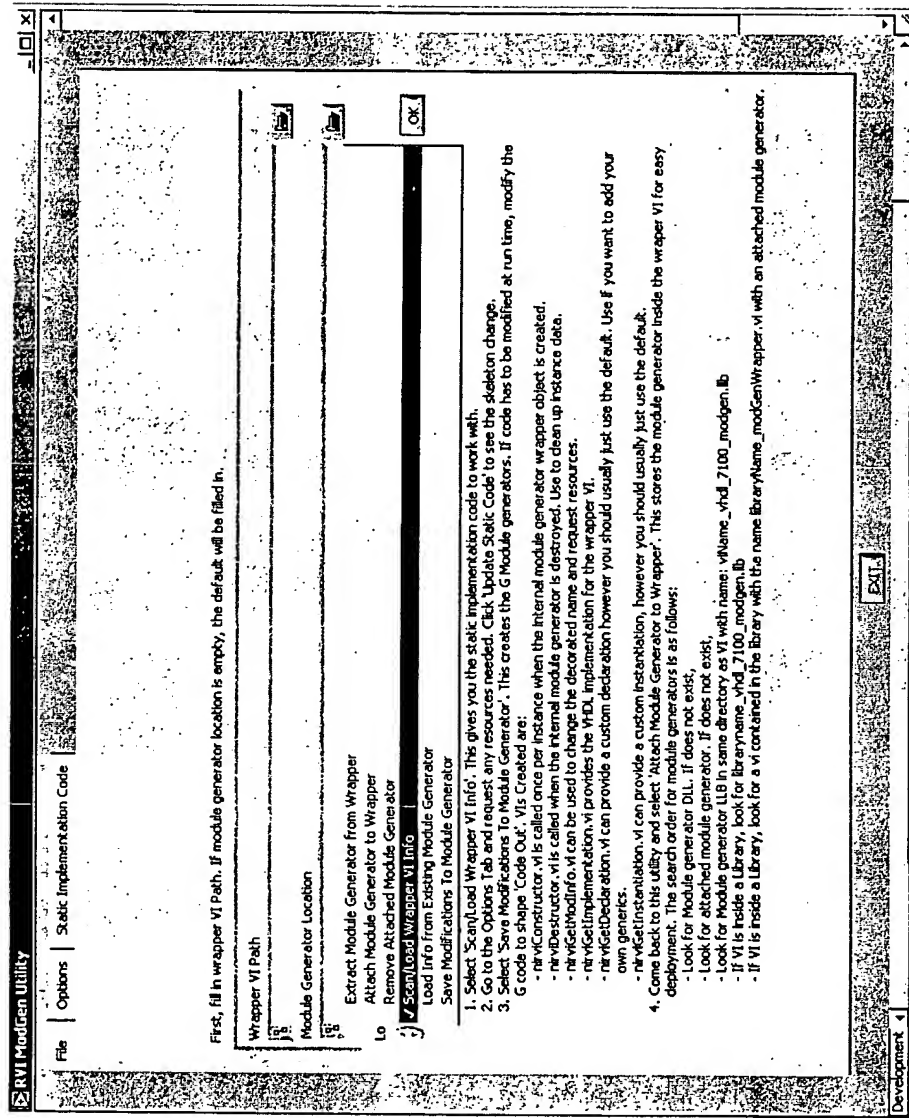 RVI ModGen Utility
File Options Static Implementation Code
First, fill in wrapper VI Path. If module generator location is empty, the default will be filled in.
Wrapper VI Path
Module Generator Location
Extract Module Generator from Wrapper
Attach Module Generator to Wrapper
Remove Attached Module Generator
Lo
✓ Scan/Load Wrapper VI Info
OK
Load Info from Existing Module Generator
Save Modifications To Module Generator
1. Select 'Scan/Load Wrapper VI Info'. This gives you the static implementation code to work with.
2. Go to the Options Tab and request any resources needed. Click 'Update Static Code' to see the skeleton change.
3. Select 'Save Modifications To Module Generator'. This creates the G Module generators. If code has to be modified at run time, modify the
G code to shape 'Code Out'. VIs Created are:
- nirviConstructor.vi is called once per instance when the internal module generator wrapper object is created.
- nirviDestructor.vi is called when the internal module generator is destroyed. Use to clean up instance data.
- nirviGetModInfo.vi can be used to change the decorated name and request resources.
- nirviGetImplementation.vi provides the VHDL implementation for the wrapper VI.
- nirviGetDeclaration.vi can provide a custom declaration however you should usually just use the default. Use if you want to add your
own generics.
- nirviGetInstantiation.vi can provide a custom instantiation, however you should usually just use the default.
4. Come back to this utility and select 'Attach Module Generator to Wrapper'. This stores the module generator inside the wraper VI for easy
deployment. The search order for module generators is as follows:
- Look for Module generator DLL. If does not exist,
- Look for attached module generator. If does not exist,
- Look for Module generator LLB in same directory as VI with name: viName_vhdl_7100_modgen.llb
- If VI is inside a Library, look for libraryname_vhdl_7100_modgen.llb
- If VI is inside a Library, look for a vi contained in the library with the name libraryName_modGenWrapper.vi with an attached module generator.
EXIT
Development